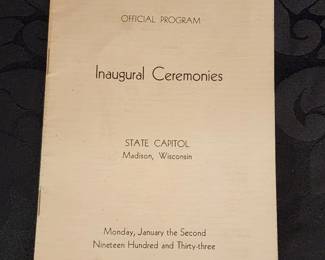 OFFICIAL PROGRAM
Inaugural Ceremonies
STATE CAPITOL
Madison, Wisconsin
Monday, January the Second
Nineteen Hundred and Thirty-three